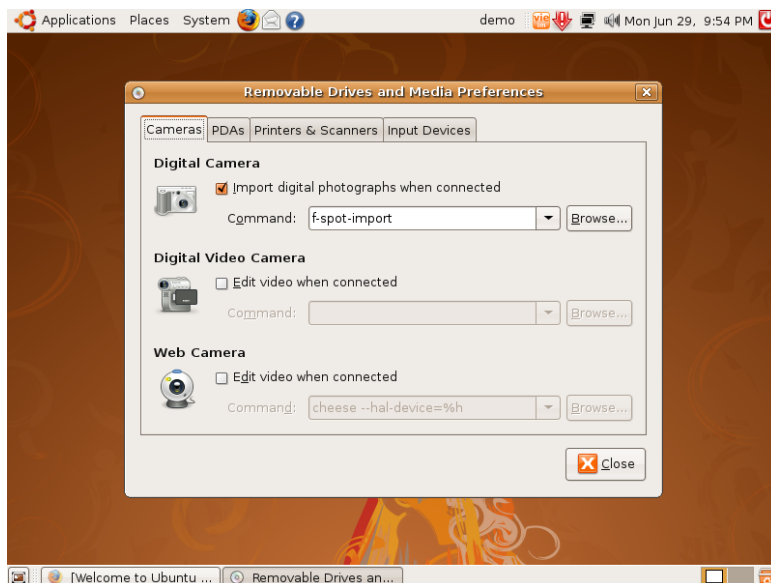 Applications Places System demo vie Mon Jun 29, 9:54 PM
Removable Drives and Media Preferences
Cameras PDAs Printers & Scanners Input Devices
Digital Camera
Import digital photographs when connected
Command: f-spot-import Browse...
Digital Video Camera
Edit video when connected
Command: Browse...
Web Camera
Edit video when connected
Command: cheese --hal-device=%h Browse...
Close
[Welcome to Ubuntu ... Removable Drives an...